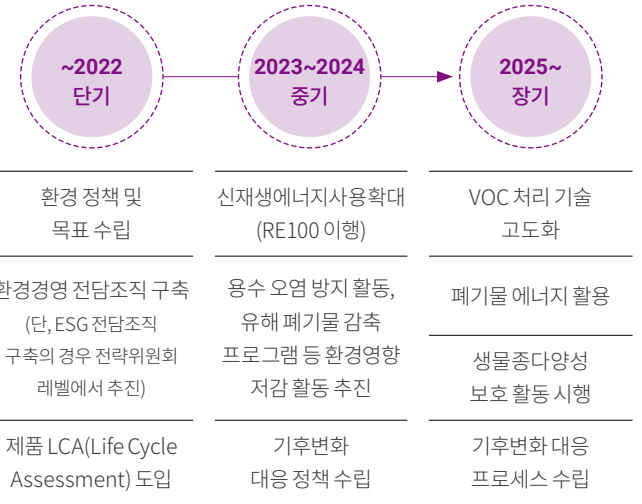 ~2022
단기
2023~2024
중기
2025~
장기
환경 정책 및
목표 수립
환경경영 전담조직 구축
(단, ESG 전담조직
구축의 경우 전략위원회
레벨에서 추진)
제품 LCA(Life Cycle
Assessment) 도입
신재생에너지사용확대
(RE100 이행)
용수 오염 방지 활동,
유해 폐기물 감축
프로그램 등 환경영향
저감 활동 추진
기후변화
대응 정책 수립
VOC 처리 기술
고도화
폐기물 에너지 활용
생물종다양성
보호 활동 시행
기후변화 대응
프로세스 수립